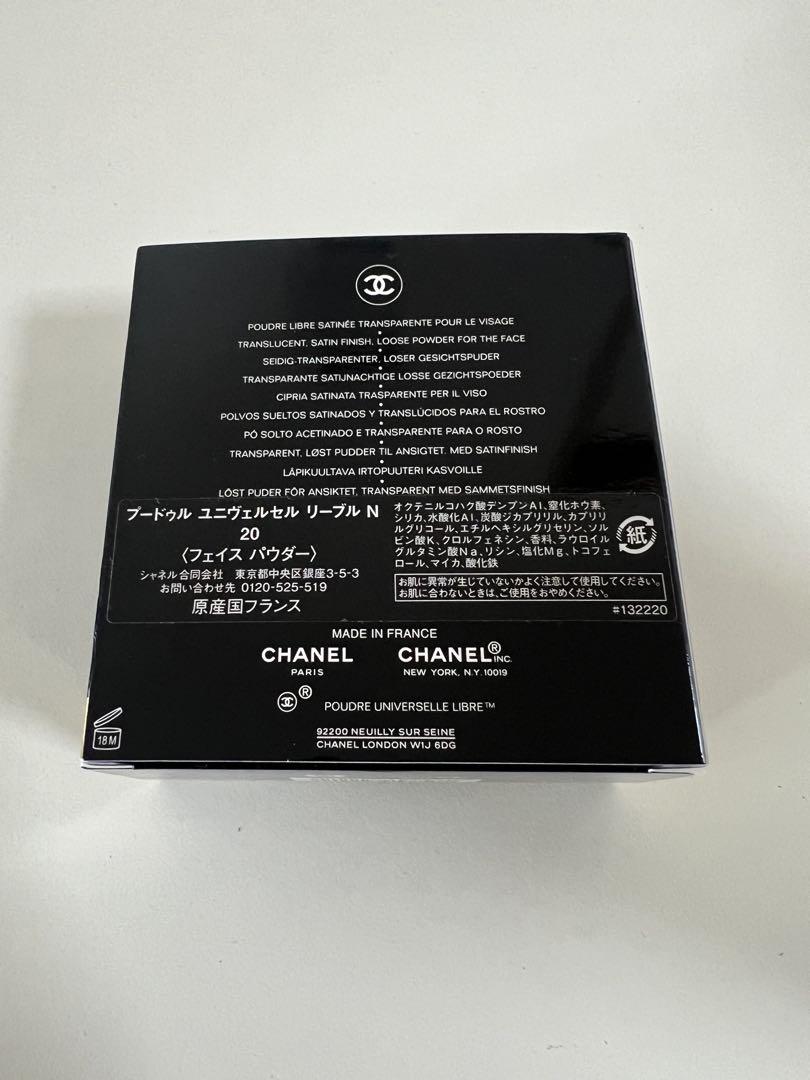 POUDRE LIBRE SATINÉE TRANSPARENTE POUR LE VISAGE
TRANSLUCENT, SATIN FINISH, LOOSE POWDER FOR THE FACE
SEIDIG-TRANSPARENTER, LOSER GESICHTSPUDER
TRANSPARANTE SATIJNACHTIGE LOSSE GEZICHTSPOEDER
CIPRIA SATINATA TRASPARENTE PER IL VISO
POLVOS SUELTOS SATINADOS Y TRANSLÚCIDOS PARA EL ROSTRO
PÓ SOLTO ACETINADO E TRANSPARENTE PARA O ROSTO
TRANSPARENT, LØST PUDDER TIL ANSIGTET. MED SATINFINISH
LÄPIKUULTAVA IRTOPUUTERI KASVOILLE
LÖST PUDER FÖR ANSIKTET, TRANSPARENT MED SAMMETSFINISH
プードゥル ユニヴェルセル リーブル N
20
〈フェイス パウダー〉
シャネル合同会社 東京都中央区銀座3-5-3
お問い合わせ先 0120-525-519
原産国フランス
オクテニルコハク酸デンプンAl、窒化ホウ素、
シリカ、水酸化Al、炭酸ジカプリリル、カプリリ
ルグリコール、エチルヘキシルグリセリン、ソル
ビン酸K、クロルフェネシン、香料、ラウロイル
グルタミン酸Na、リシン、塩化Mg、トコフェ
ロール、マイカ、酸化鉄
紙
お肌に異常が生じていないかよく注意して使用してください。
お肌に合わないときは、ご使用をおやめください。
#132220
MADE IN FRANCE
CHANEL
PARIS
CHANEL® INC.
NEW YORK, N.Y. 10019
® POUDRE UNIVERSELLE LIBRE™
92200 NEUILLY SUR SEINE
CHANEL LONDON W1J 6DG
18M